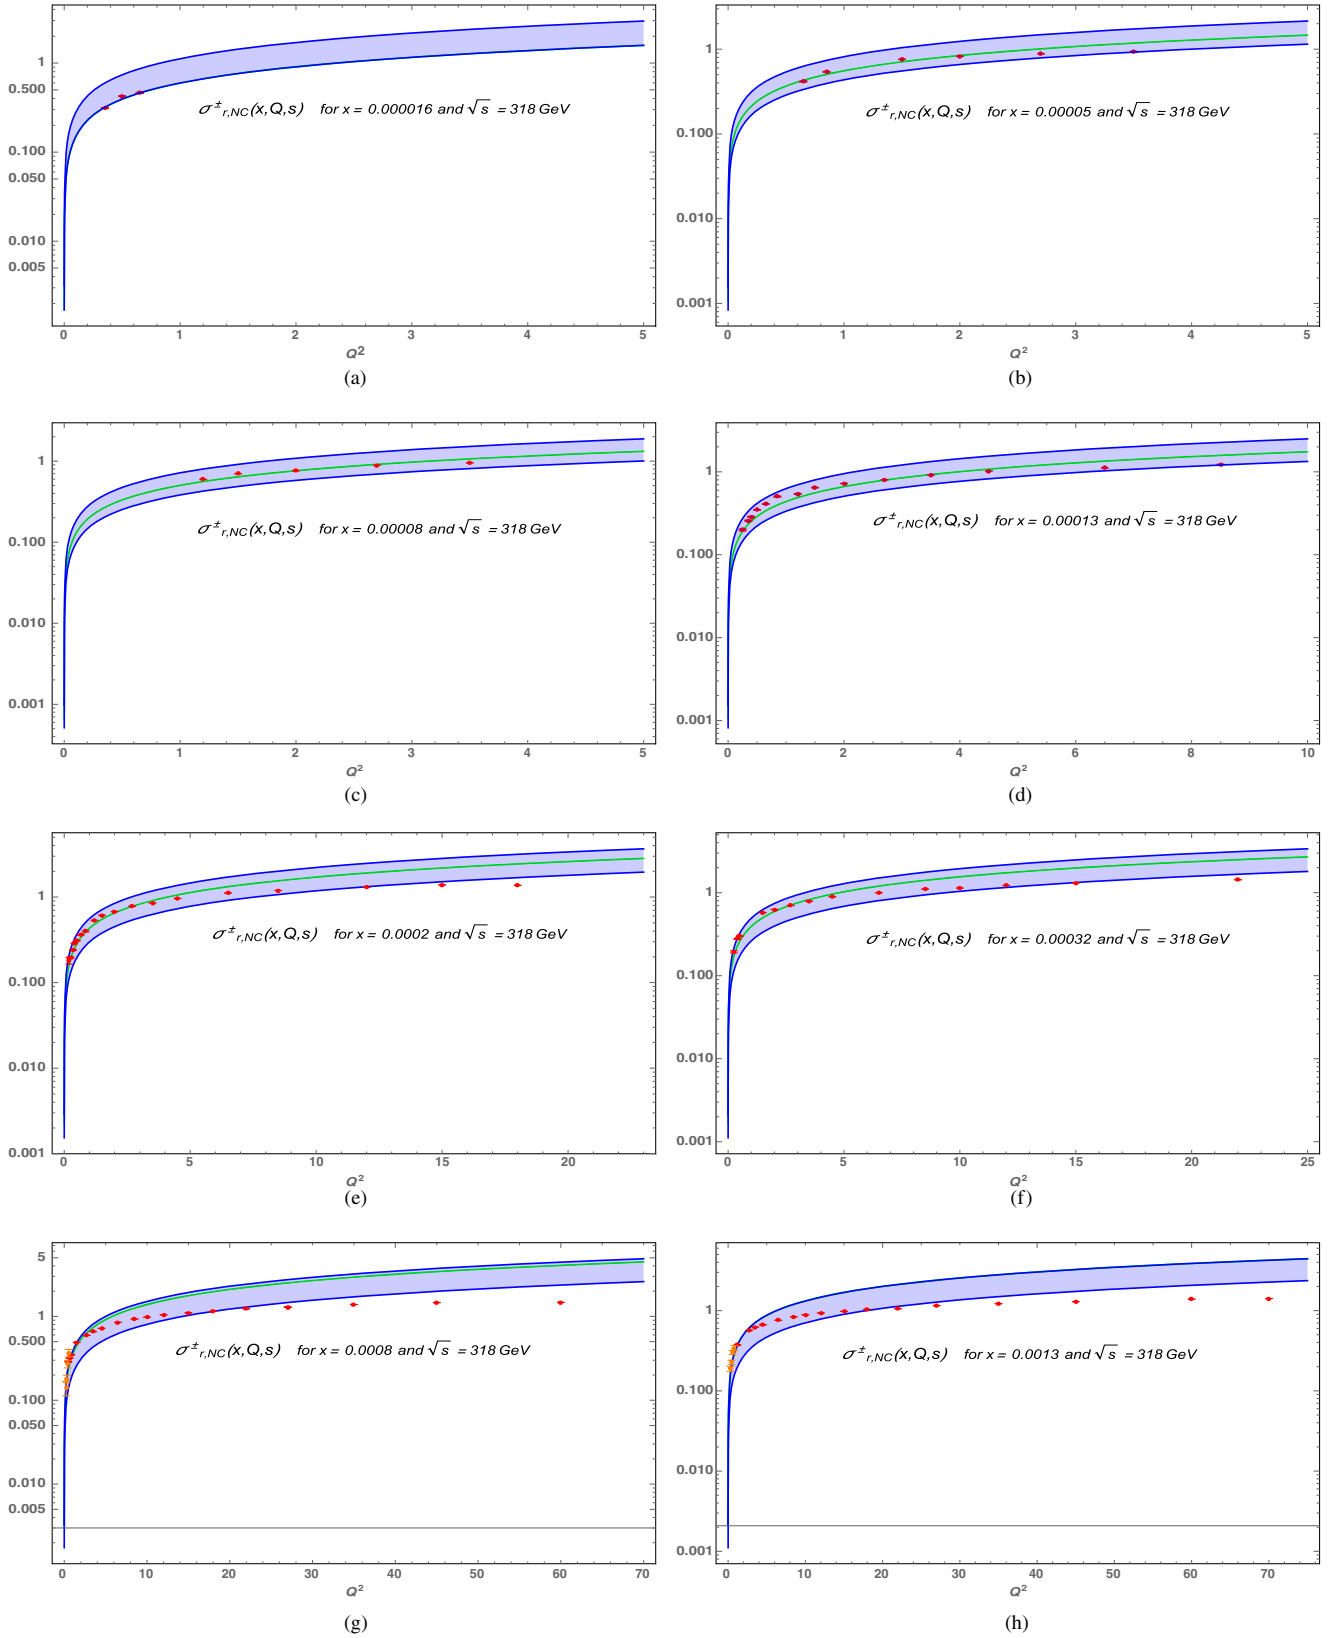 1
0.500
0.100
0.050
0.010
0.005
σ±r,NC(x,Q,s) for x = 0.000016 and √s = 318 GeV
0 1 2 3 4 5
Q²
(a)
1
0.100
0.010
0.001
σ±r,NC(x,Q,s) for x = 0.00005 and √s = 318 GeV
0 1 2 3 4 5
Q²
(b)
1
0.100
0.010
0.001
σ±r,NC(x,Q,s) for x = 0.00008 and √s = 318 GeV
0 1 2 3 4 5
Q²
(c)
1
0.100
0.010
0.001
σ±r,NC(x,Q,s) for x = 0.00013 and √s = 318 GeV
0 2 4 6 8 10
Q²
(d)
1
0.100
0.010
0.001
σ±r,NC(x,Q,s) for x = 0.0002 and √s = 318 GeV
0 5 10 15 20
Q²
(e)
1
0.100
0.010
0.001
σ±r,NC(x,Q,s) for x = 0.00032 and √s = 318 GeV
0 5 10 15 20 25
Q²
(f)
5
1
0.500
0.100
0.050
0.010
0.005
σ±r,NC(x,Q,s) for x = 0.0008 and √s = 318 GeV
0 10 20 30 40 50 60 70
Q²
(g)
1
0.100
0.010
0.001
σ±r,NC(x,Q,s) for x = 0.0013 and √s = 318 GeV
0 10 20 30 40 50 60 70
Q²
(h)